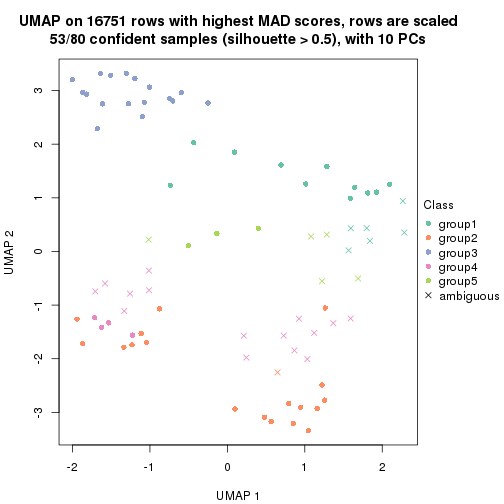 UMAP on 16751 rows with highest MAD scores, rows are scaled
53/80 confident samples (silhouette > 0.5), with 10 PCs
3
2
1
0
-1
-2
-3
UMAP 2
-2
-1
0
1
2
UMAP 1
Class
group1
group2
group3
group4
group5
ambiguous